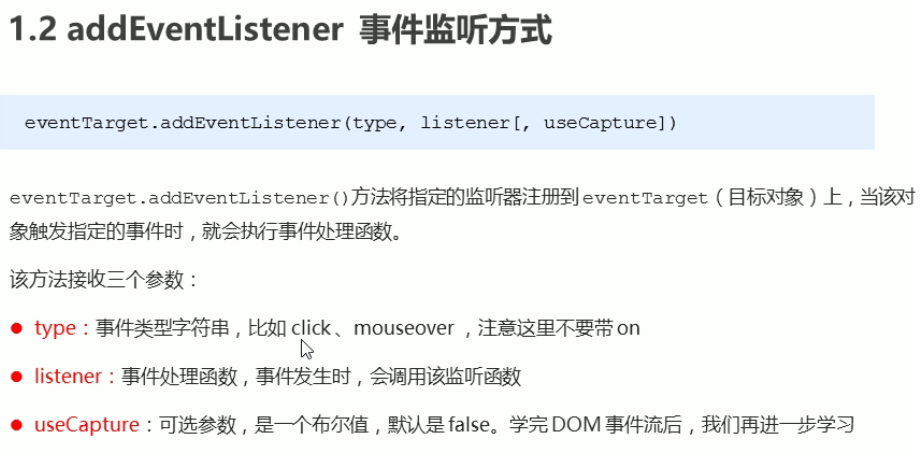 1.2 addEventListener 事件监听方式
eventTarget.addEventListener(type, listener[, useCapture])
eventTarget.addEventListener()方法将指定的监听器注册到 eventTarget（目标对象）上，当该对
象触发指定的事件时，就会执行事件处理函数。
该方法接收三个参数：
● type：事件类型字符串，比如 click 、mouseover ，注意这里不要带 on
● listener：事件处理函数，事件发生时，会调用该监听函数
● useCapture：可选参数，是一个布尔值，默认是 false。学完 DOM 事件流后，我们再进一步学习